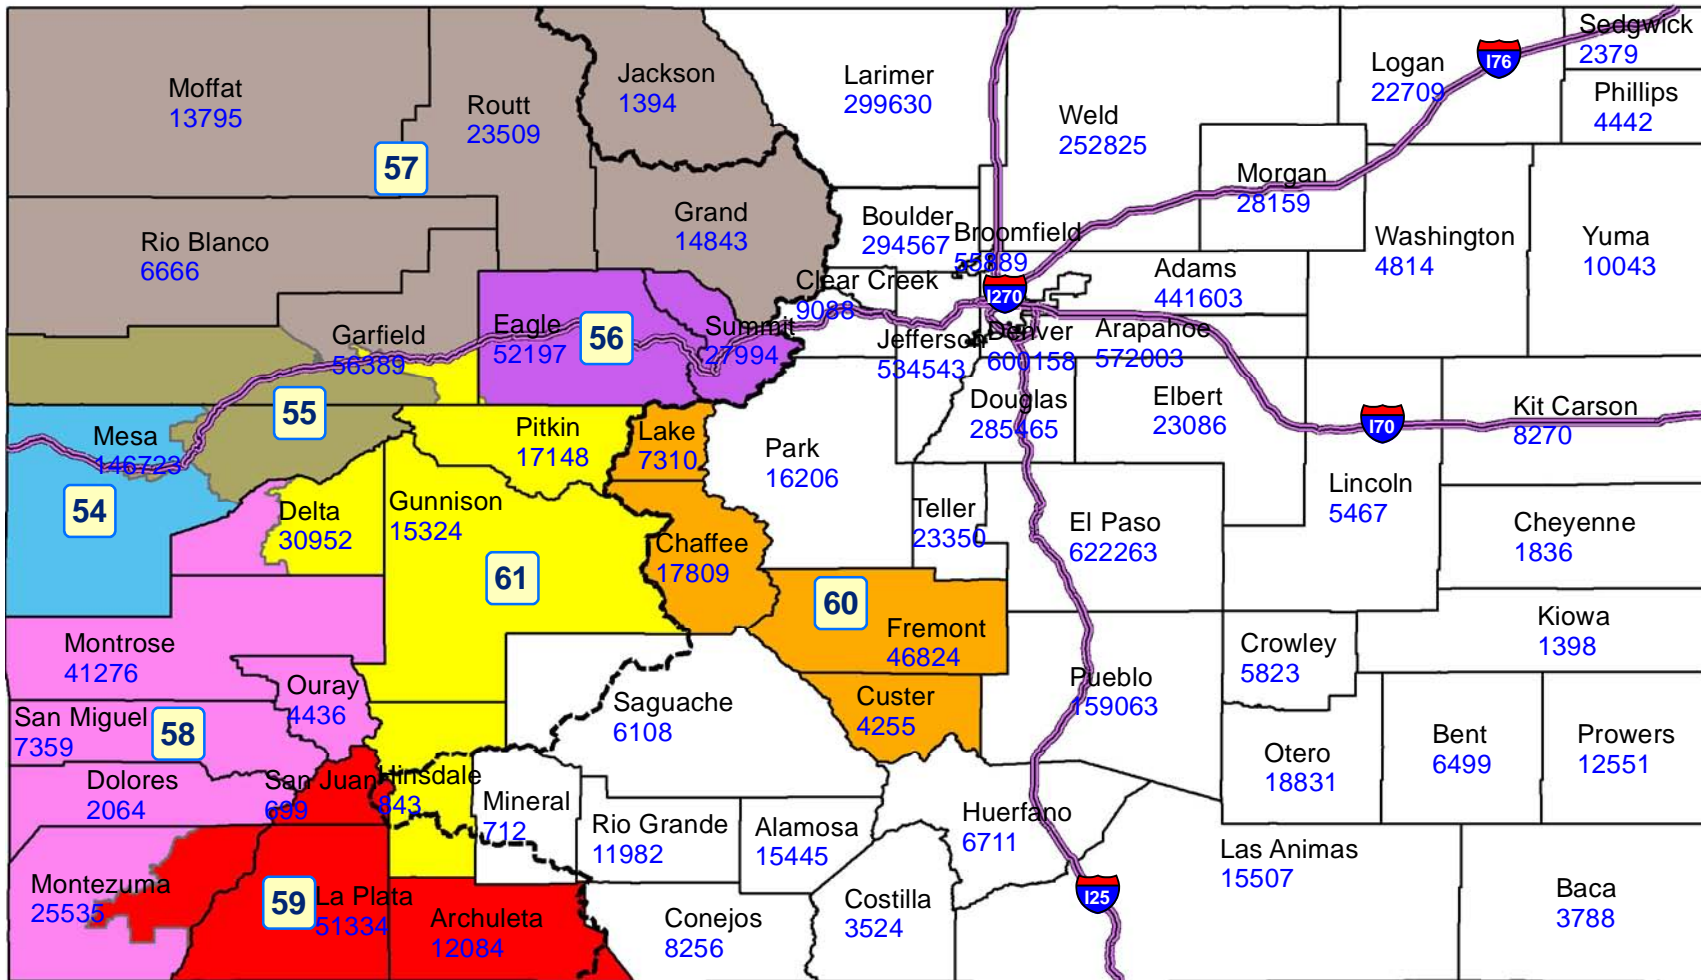 Sedgwick
2379
I76
Logan
22709
Jackson
1394
Larimer
299630
Moffat
13795
Routt
23509
Phillips
4442
Weld
252825
57
Morgan
28159
Grand
14843
Boulder
294567
Broomfield
55889
Rio Blanco
6666
Washington
4814
Yuma
10043
Clear Creek
9088
Adams
441603
I270
Garfield
56389
Eagle
52197
56
Summit
27994
Jefferson
534543
Denver
600158
Arapahoe
572003
55
Mesa
146723
Pitkin
17148
Lake
7310
Park
16206
Douglas
285465
Elbert
23086
I70
Kit Carson
8270
54
Delta
30952
Gunnison
15324
Teller
23350
El Paso
622263
Lincoln
5467
Cheyenne
1836
Chaffee
17809
61
60
Fremont
46824
Kiowa
1398
Montrose
41276
Crowley
5823
Ouray
4436
Saguache
6108
Custer
4255
Pueblo
159063
San Miguel
7359
58
Otero
18831
Bent
6499
Prowers
12551
Dolores
2064
San Juan
699
Hinsdale
843
Mineral
712
Rio Grande
11982
Alamosa
15445
Huerfano
6711
Las Animas
15507
Montezuma
25535
59
La Plata
51334
Archuleta
12084
Conejos
8256
Costilla
3524
I25
Baca
3788